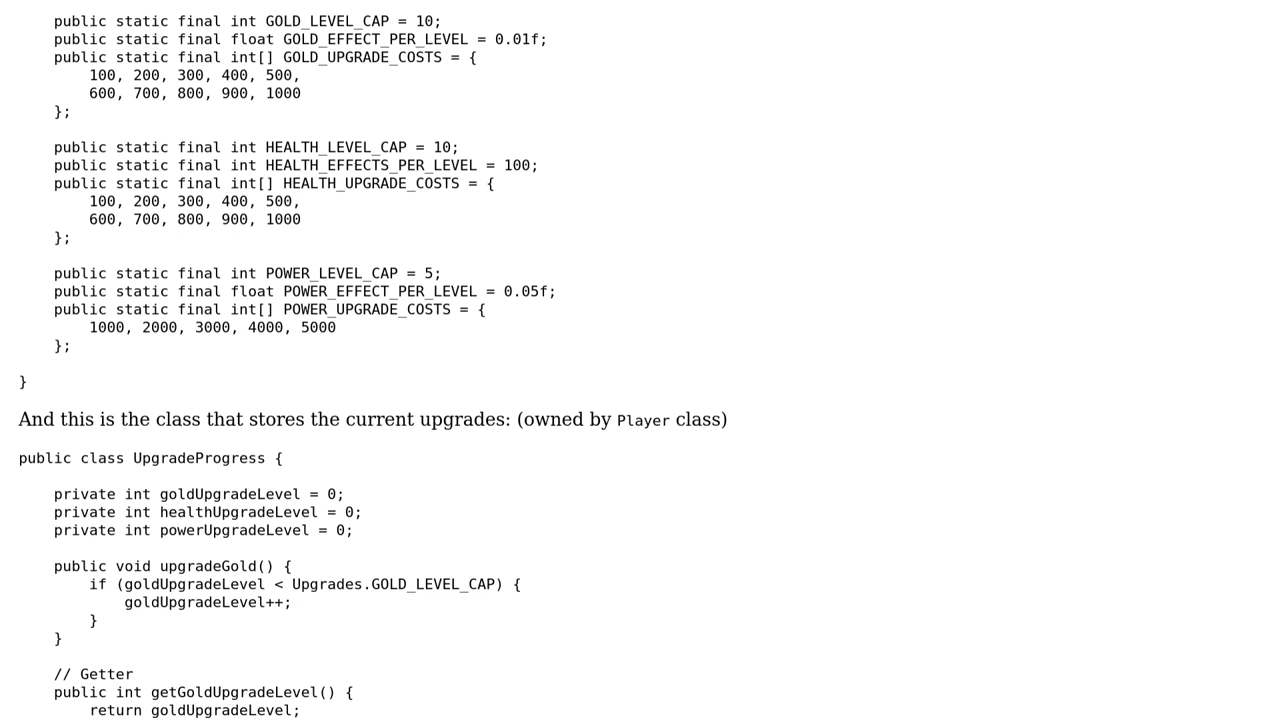 public static final int GOLD_LEVEL_CAP = 10;
    public static final float GOLD_EFFECT_PER_LEVEL = 0.01f;
    public static final int[] GOLD_UPGRADE_COSTS = {
        100, 200, 300, 400, 500,
        600, 700, 800, 900, 1000
    };

    public static final int HEALTH_LEVEL_CAP = 10;
    public static final int HEALTH_EFFECTS_PER_LEVEL = 100;
    public static final int[] HEALTH_UPGRADE_COSTS = {
        100, 200, 300, 400, 500,
        600, 700, 800, 900, 1000
    };

    public static final int POWER_LEVEL_CAP = 5;
    public static final float POWER_EFFECT_PER_LEVEL = 0.05f;
    public static final int[] POWER_UPGRADE_COSTS = {
        1000, 2000, 3000, 4000, 5000
    };

}
And this is the class that stores the current upgrades: (owned by Player class)
public class UpgradeProgress {

    private int goldUpgradeLevel = 0;
    private int healthUpgradeLevel = 0;
    private int powerUpgradeLevel = 0;

    public void upgradeGold() {
        if (goldUpgradeLevel < Upgrades.GOLD_LEVEL_CAP) {
            goldUpgradeLevel++;
        }
    }

    // Getter
    public int getGoldUpgradeLevel() {
        return goldUpgradeLevel;